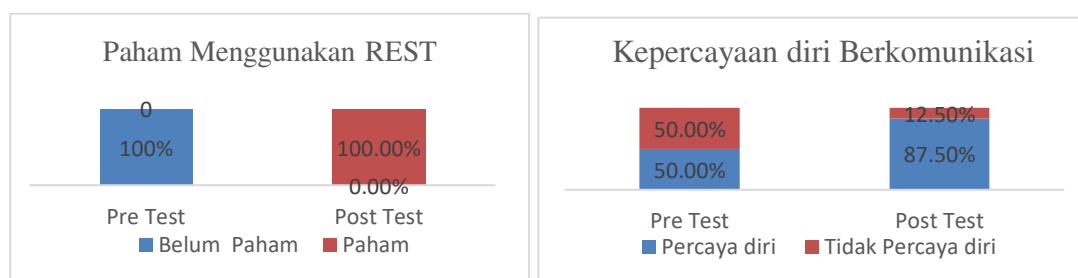 Paham Menggunakan REST
0
100%
100.00%
0.00%
Pre Test
Post Test
Belum Paham
Paham
Kepercayaan diri Berkomunikasi
50.00%
12.50%
50.00%
87.50%
Pre Test
Post Test
Percaya diri
Tidak Percaya diri